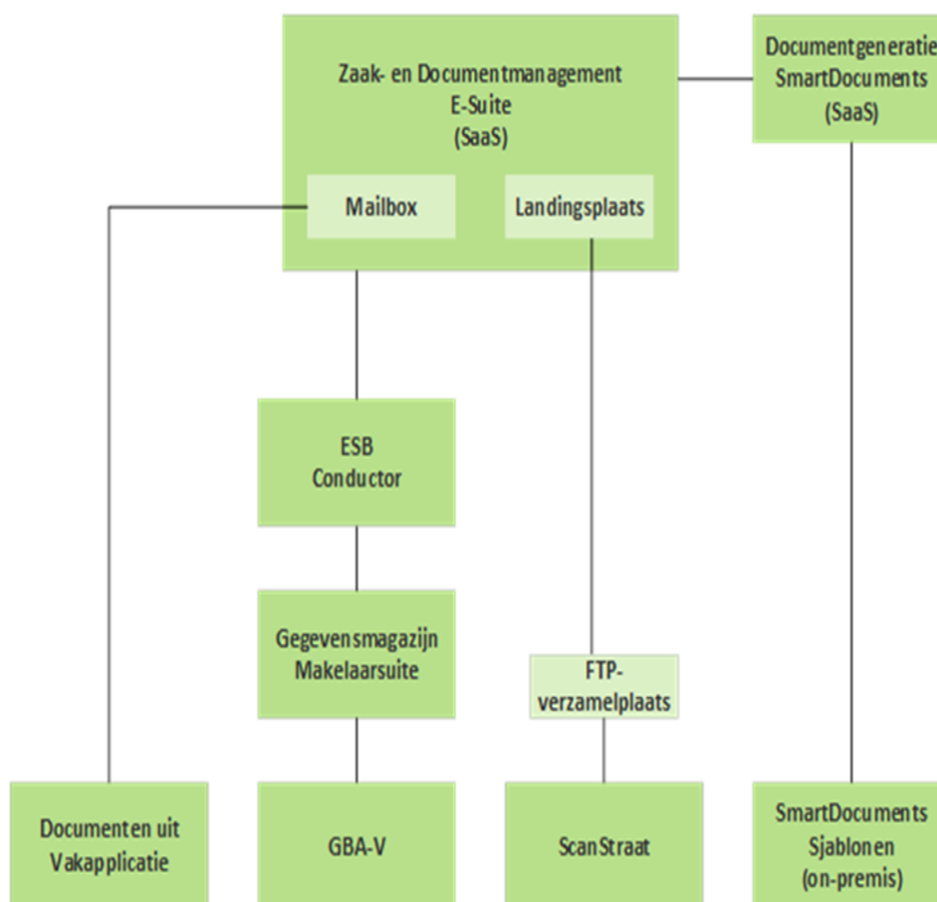 Zaak- en Documentmanagement
E-Suite
(SaaS)
Documentgeneratie
SmartDocuments
(SaaS)
Mailbox
Landingsplaats
ESB
Conductor
Gegevensmagazijn
Makelaarsuite
FTP-
verzamelplaats
Documenten uit
Vakapplicatie
GBA-V
ScanStraat
SmartDocuments
Sjablonen
(on-premis)